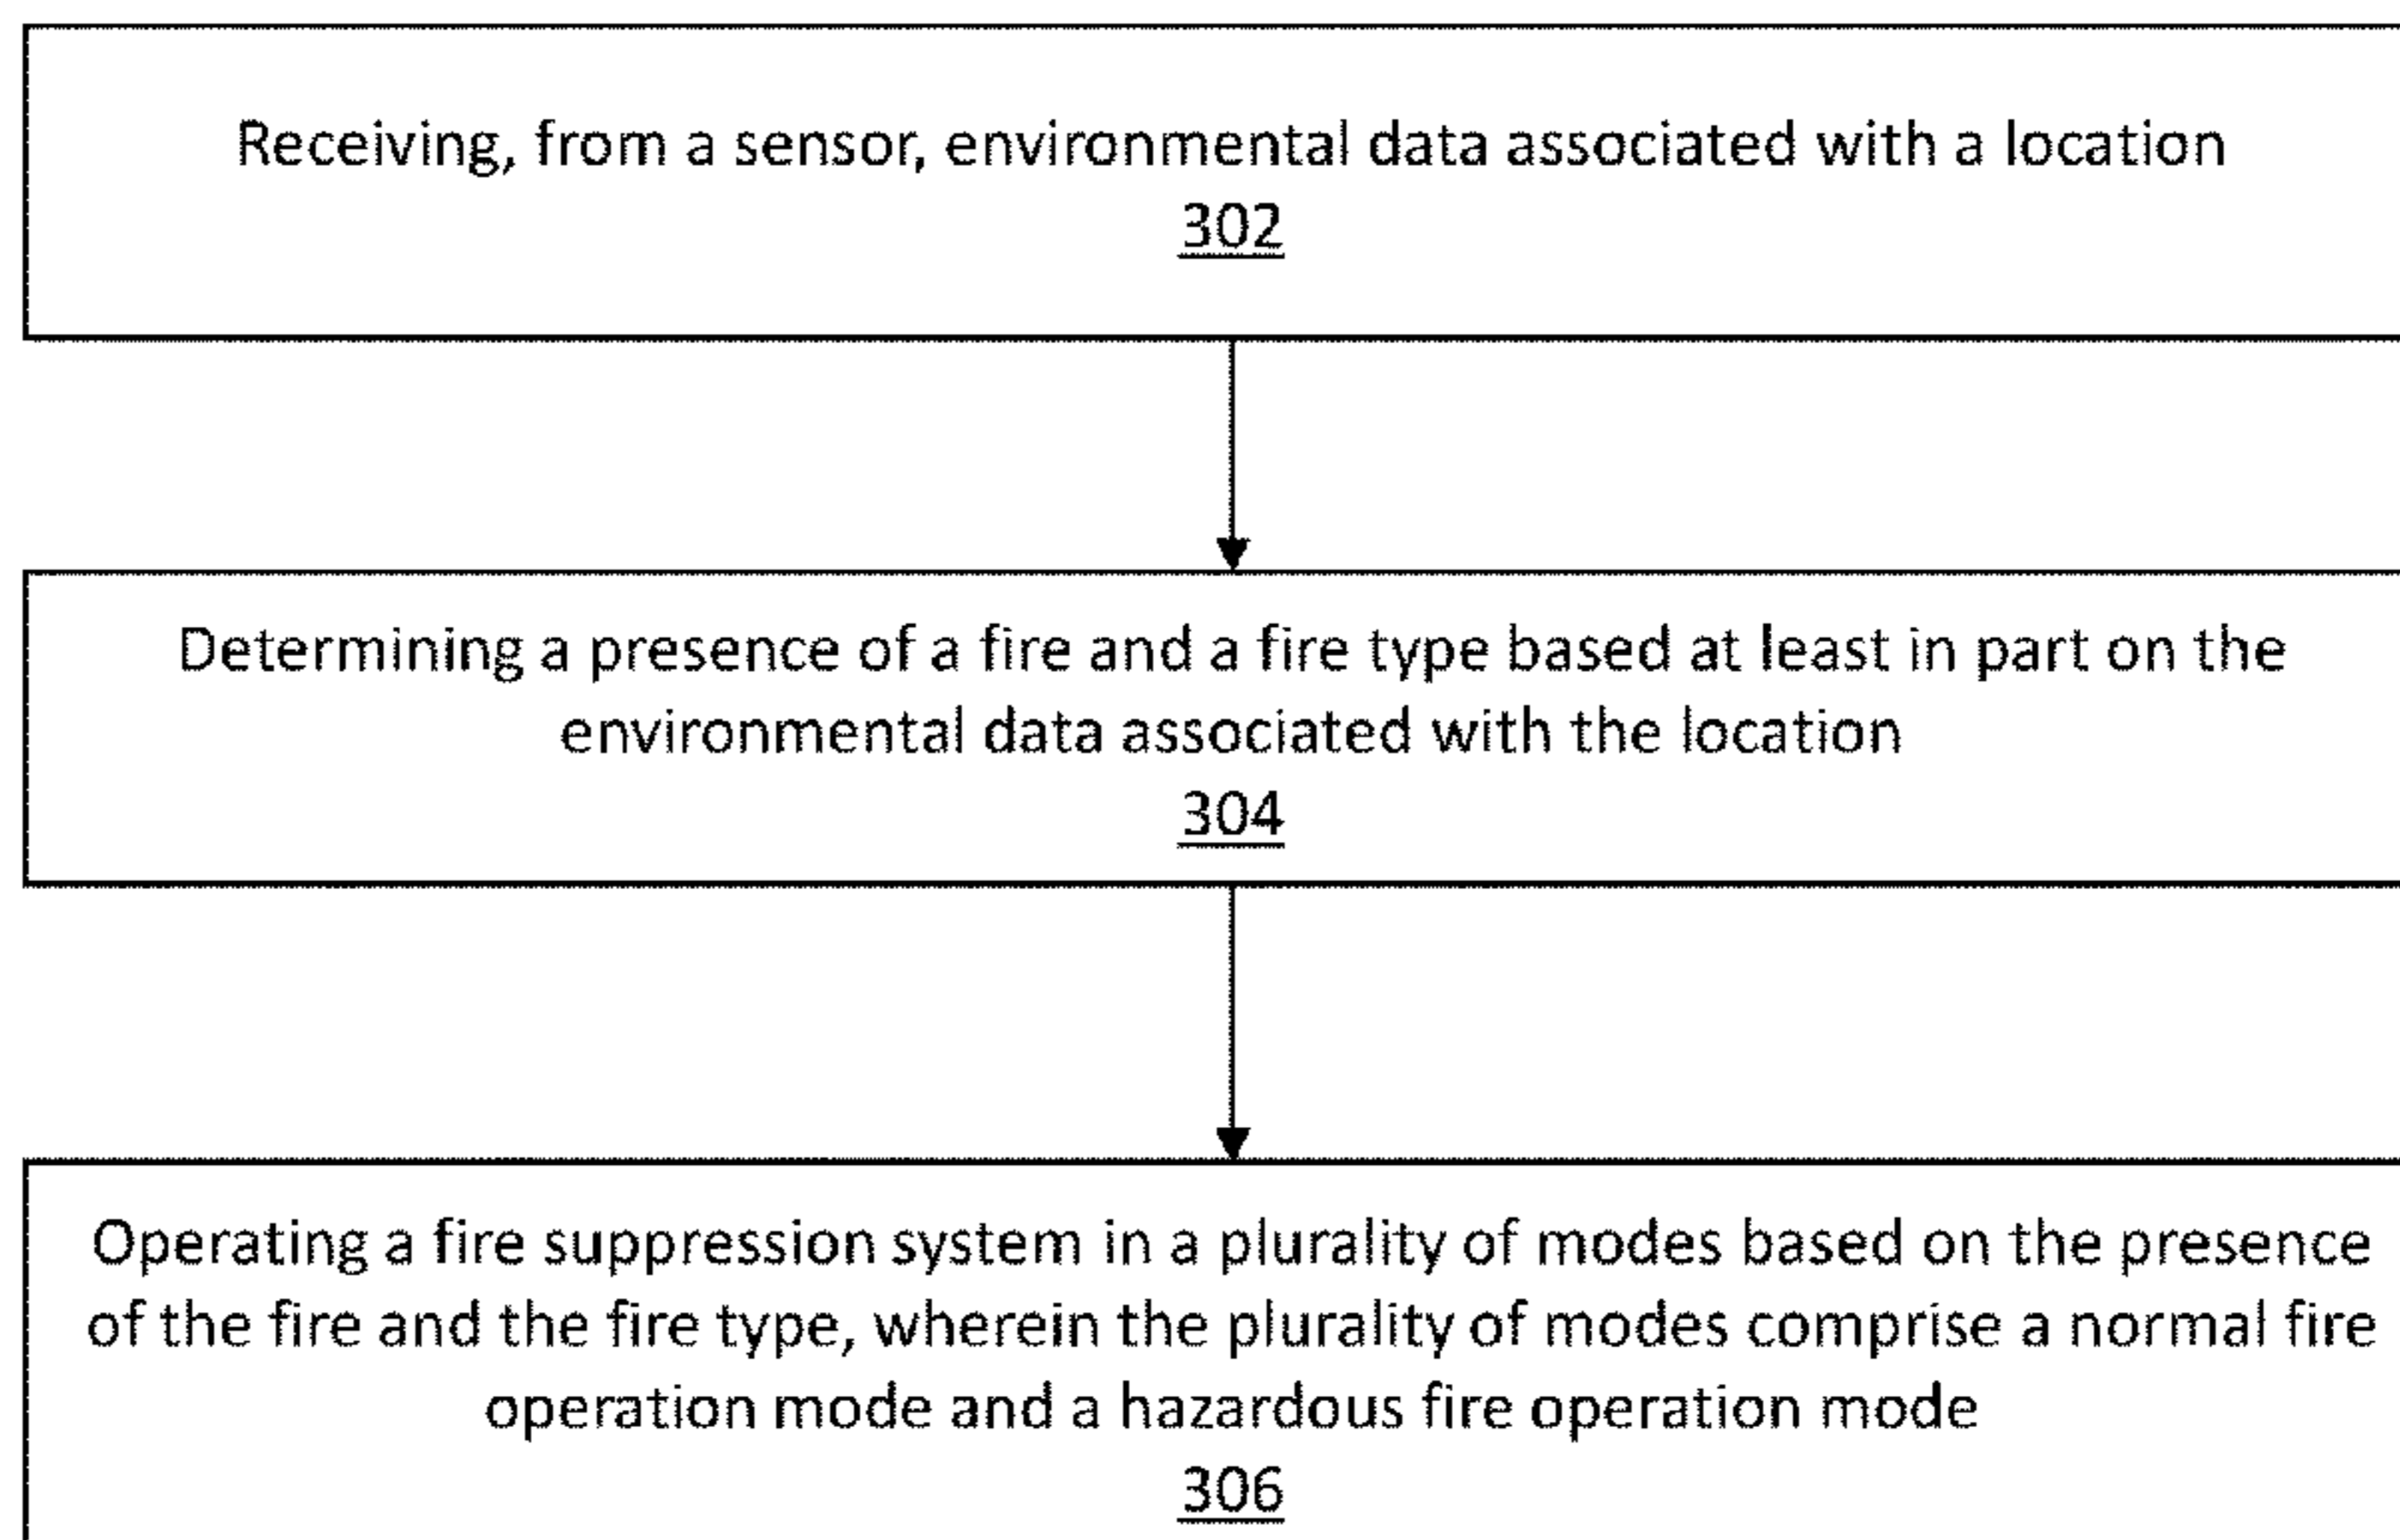 Receiving, from a sensor, environmental data associated with a location
302
Determining a presence of a fire and a fire type based at least in part on the
environmental data associated with the location
304
Operating a fire suppression system in a plurality of modes based on the presence
of the fire and the fire type, wherein the plurality of modes comprise a normal fire
operation mode and a hazardous fire operation mode
306